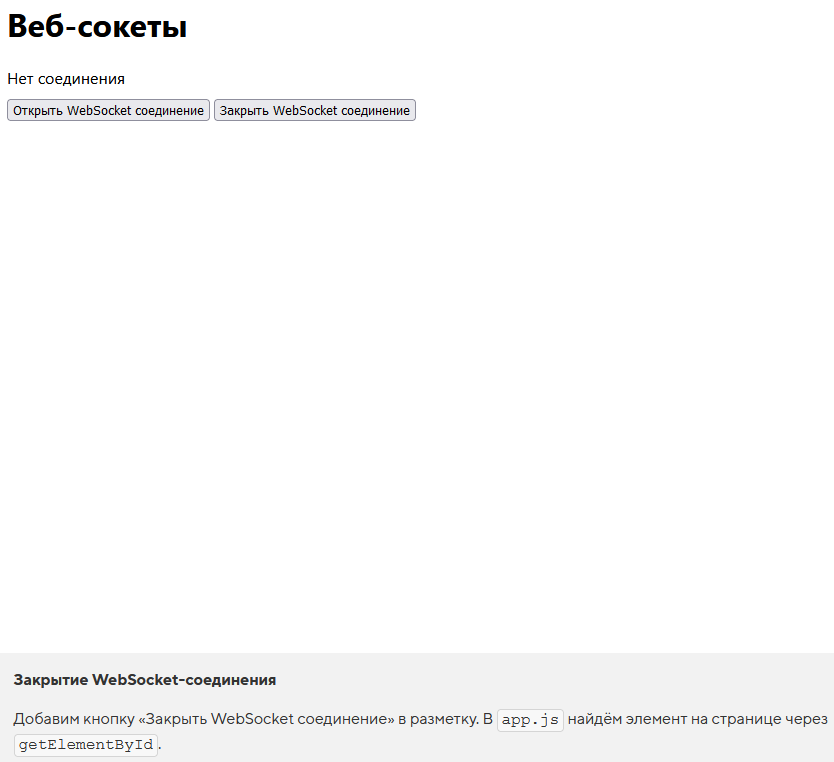 Веб-сокеты
Нет соединения
Открыть WebSocket соединение Закрыть WebSocket соединение
Закрытие WebSocket-соединения
Добавим кнопку «Закрыть WebSocket соединение» в разметку. В app.js найдём элемент на странице через
getElementById.